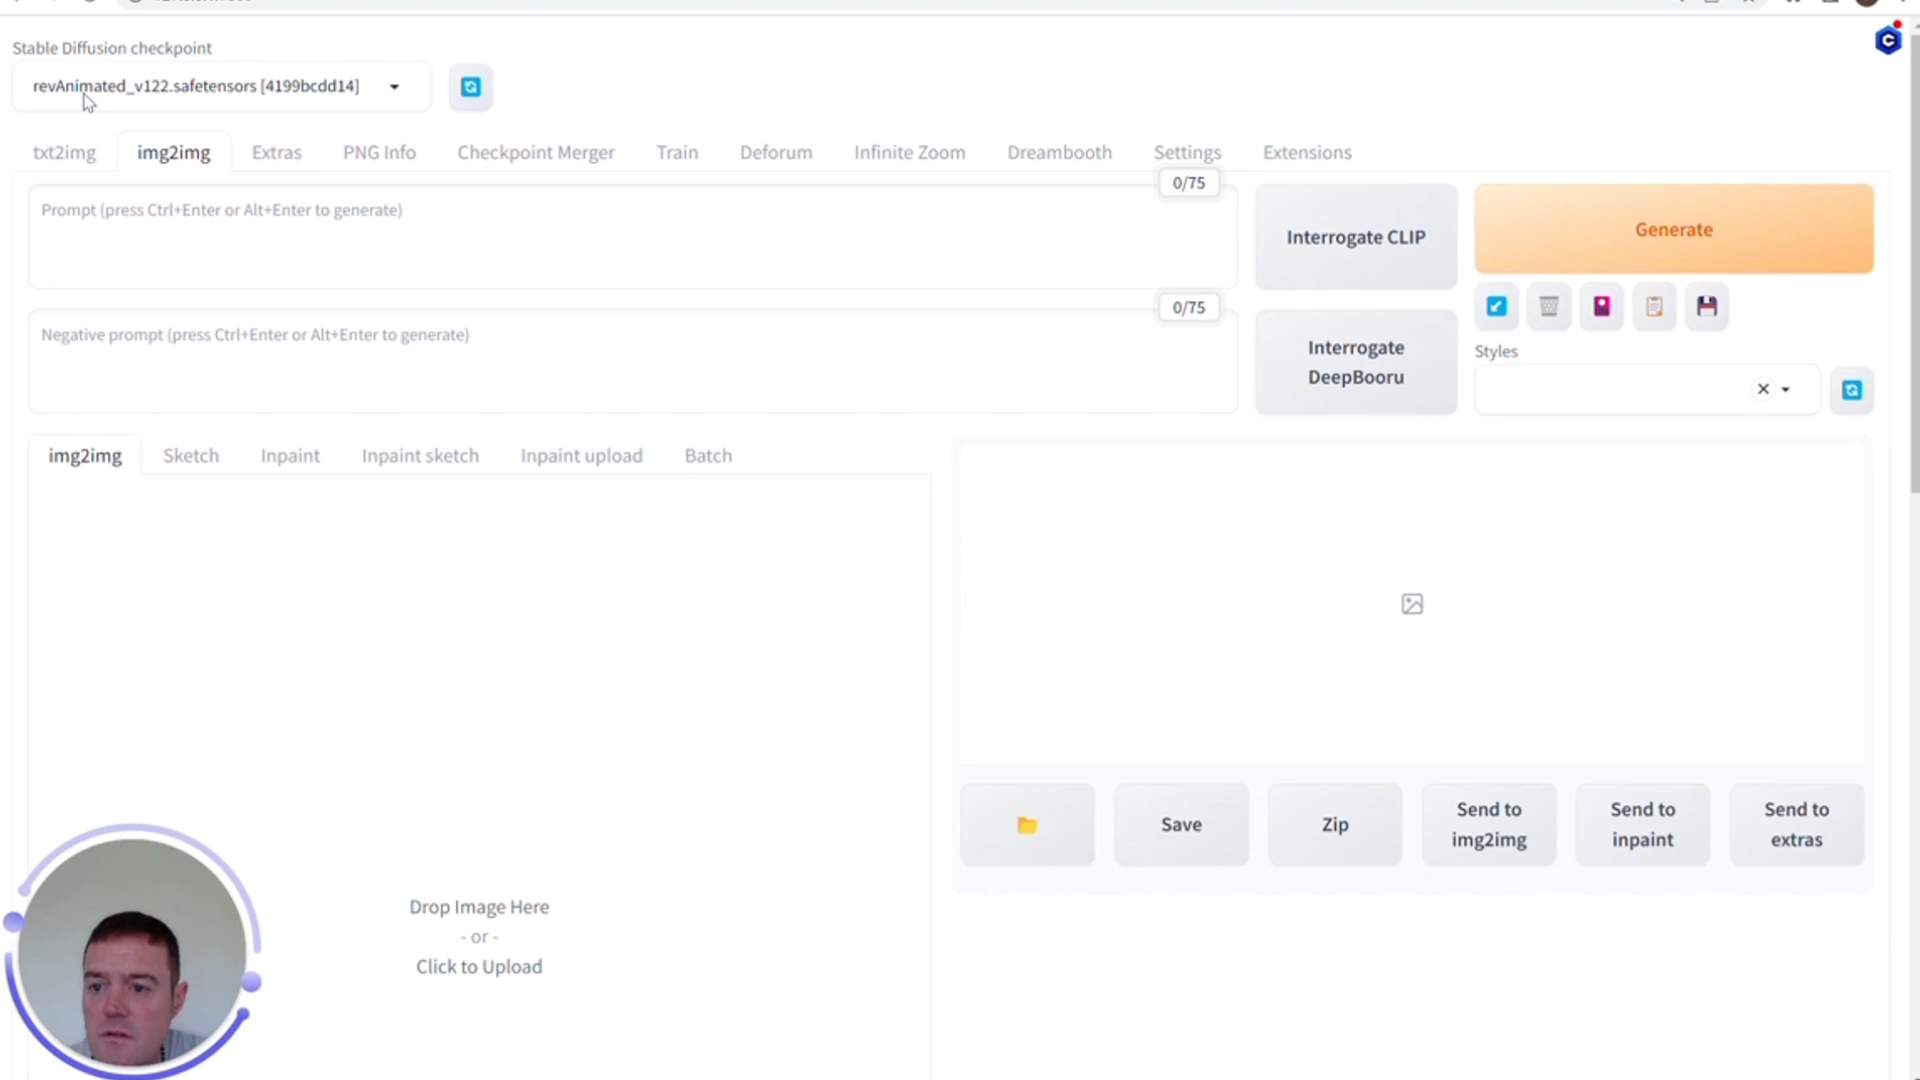 Stable Diffusion checkpoint
revAnimated_v122.safetensors [4199bcdd14]
txt2img img2img Extras PNG Info Checkpoint Merger Train Deforum Infinite Zoom Dreambooth Settings Extensions
0/75
Prompt (press Ctrl+Enter or Alt+Enter to generate)
Interrogate CLIP
Generate
0/75
Negative prompt (press Ctrl+Enter or Alt+Enter to generate)
Interrogate
DeepBooru
Styles
img2img Sketch Inpaint Inpaint sketch Inpaint upload Batch
Save
Zip
Send to
img2img
Send to
inpaint
Send to
extras
Drop Image Here
- or -
Click to Upload